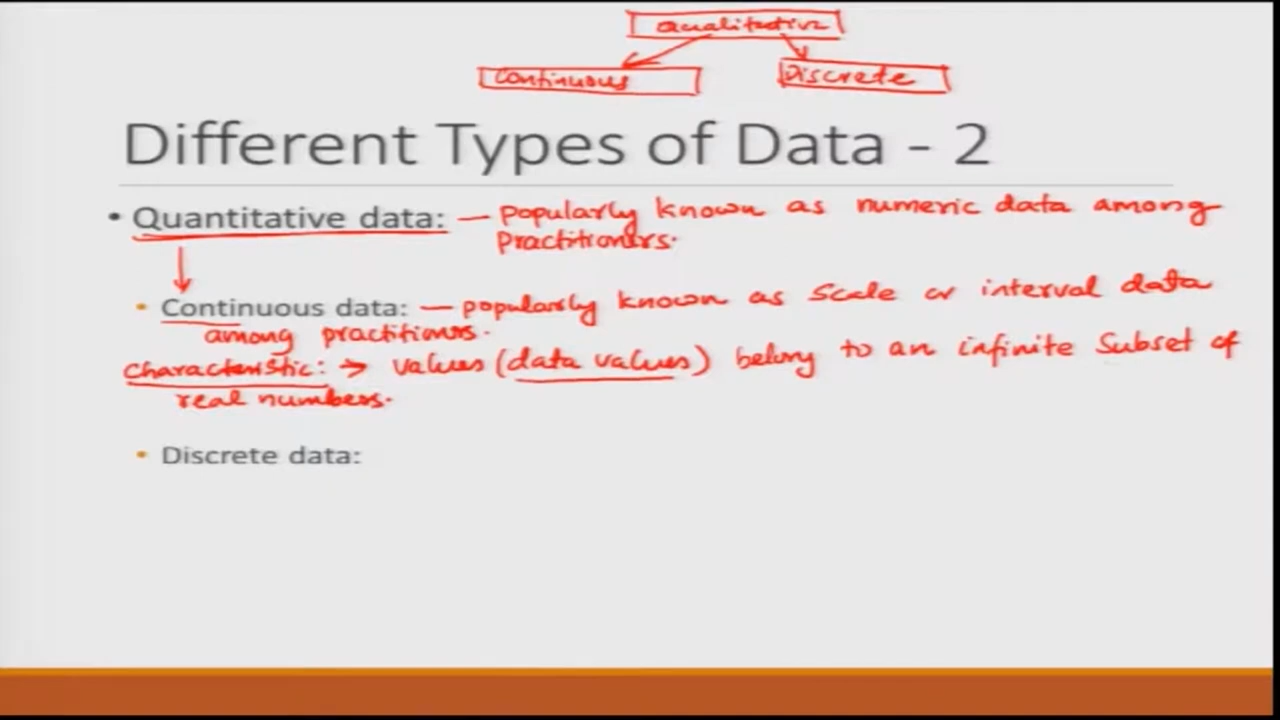 Qualitative
Continuous Discrete
Different Types of Data - 2
• Quantitative data: — Popularly known as numeric data among
Practitioners.
• Continuous data: — popularly known as scale or interval data
among practitioners.
characteristic: → values (data values) belong to an infinite subset of
real numbers.
• Discrete data: